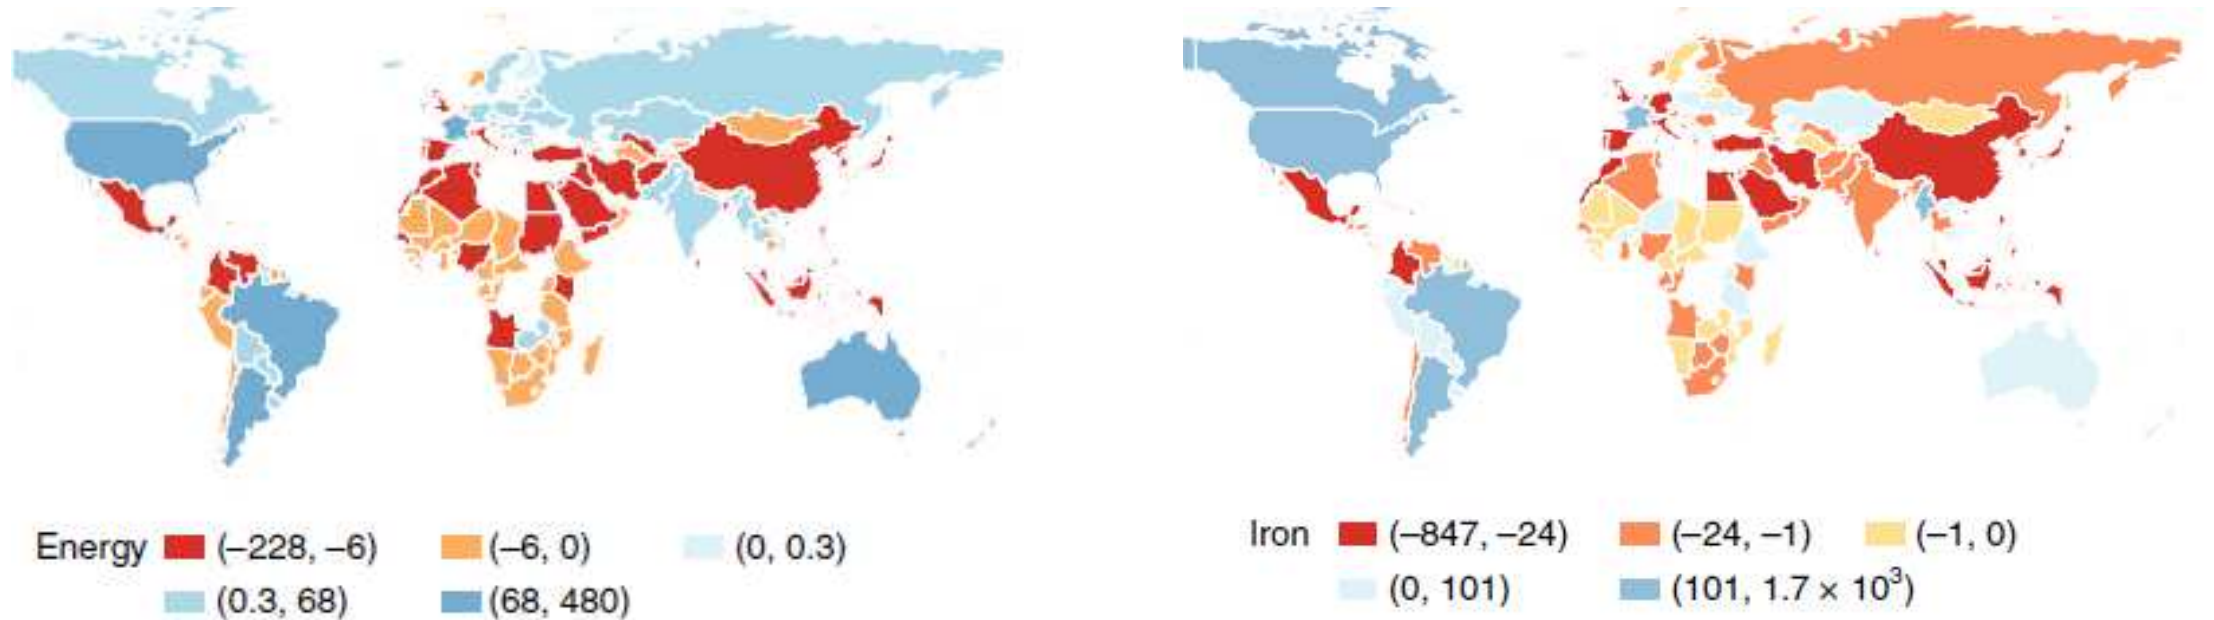 Energy (–228, –6) (–6, 0) (0, 0.3)
(0.3, 68) (68, 480)
Iron (–847, –24) (–24, –1) (–1, 0)
(0, 101) (101, 1.7 × 10³)